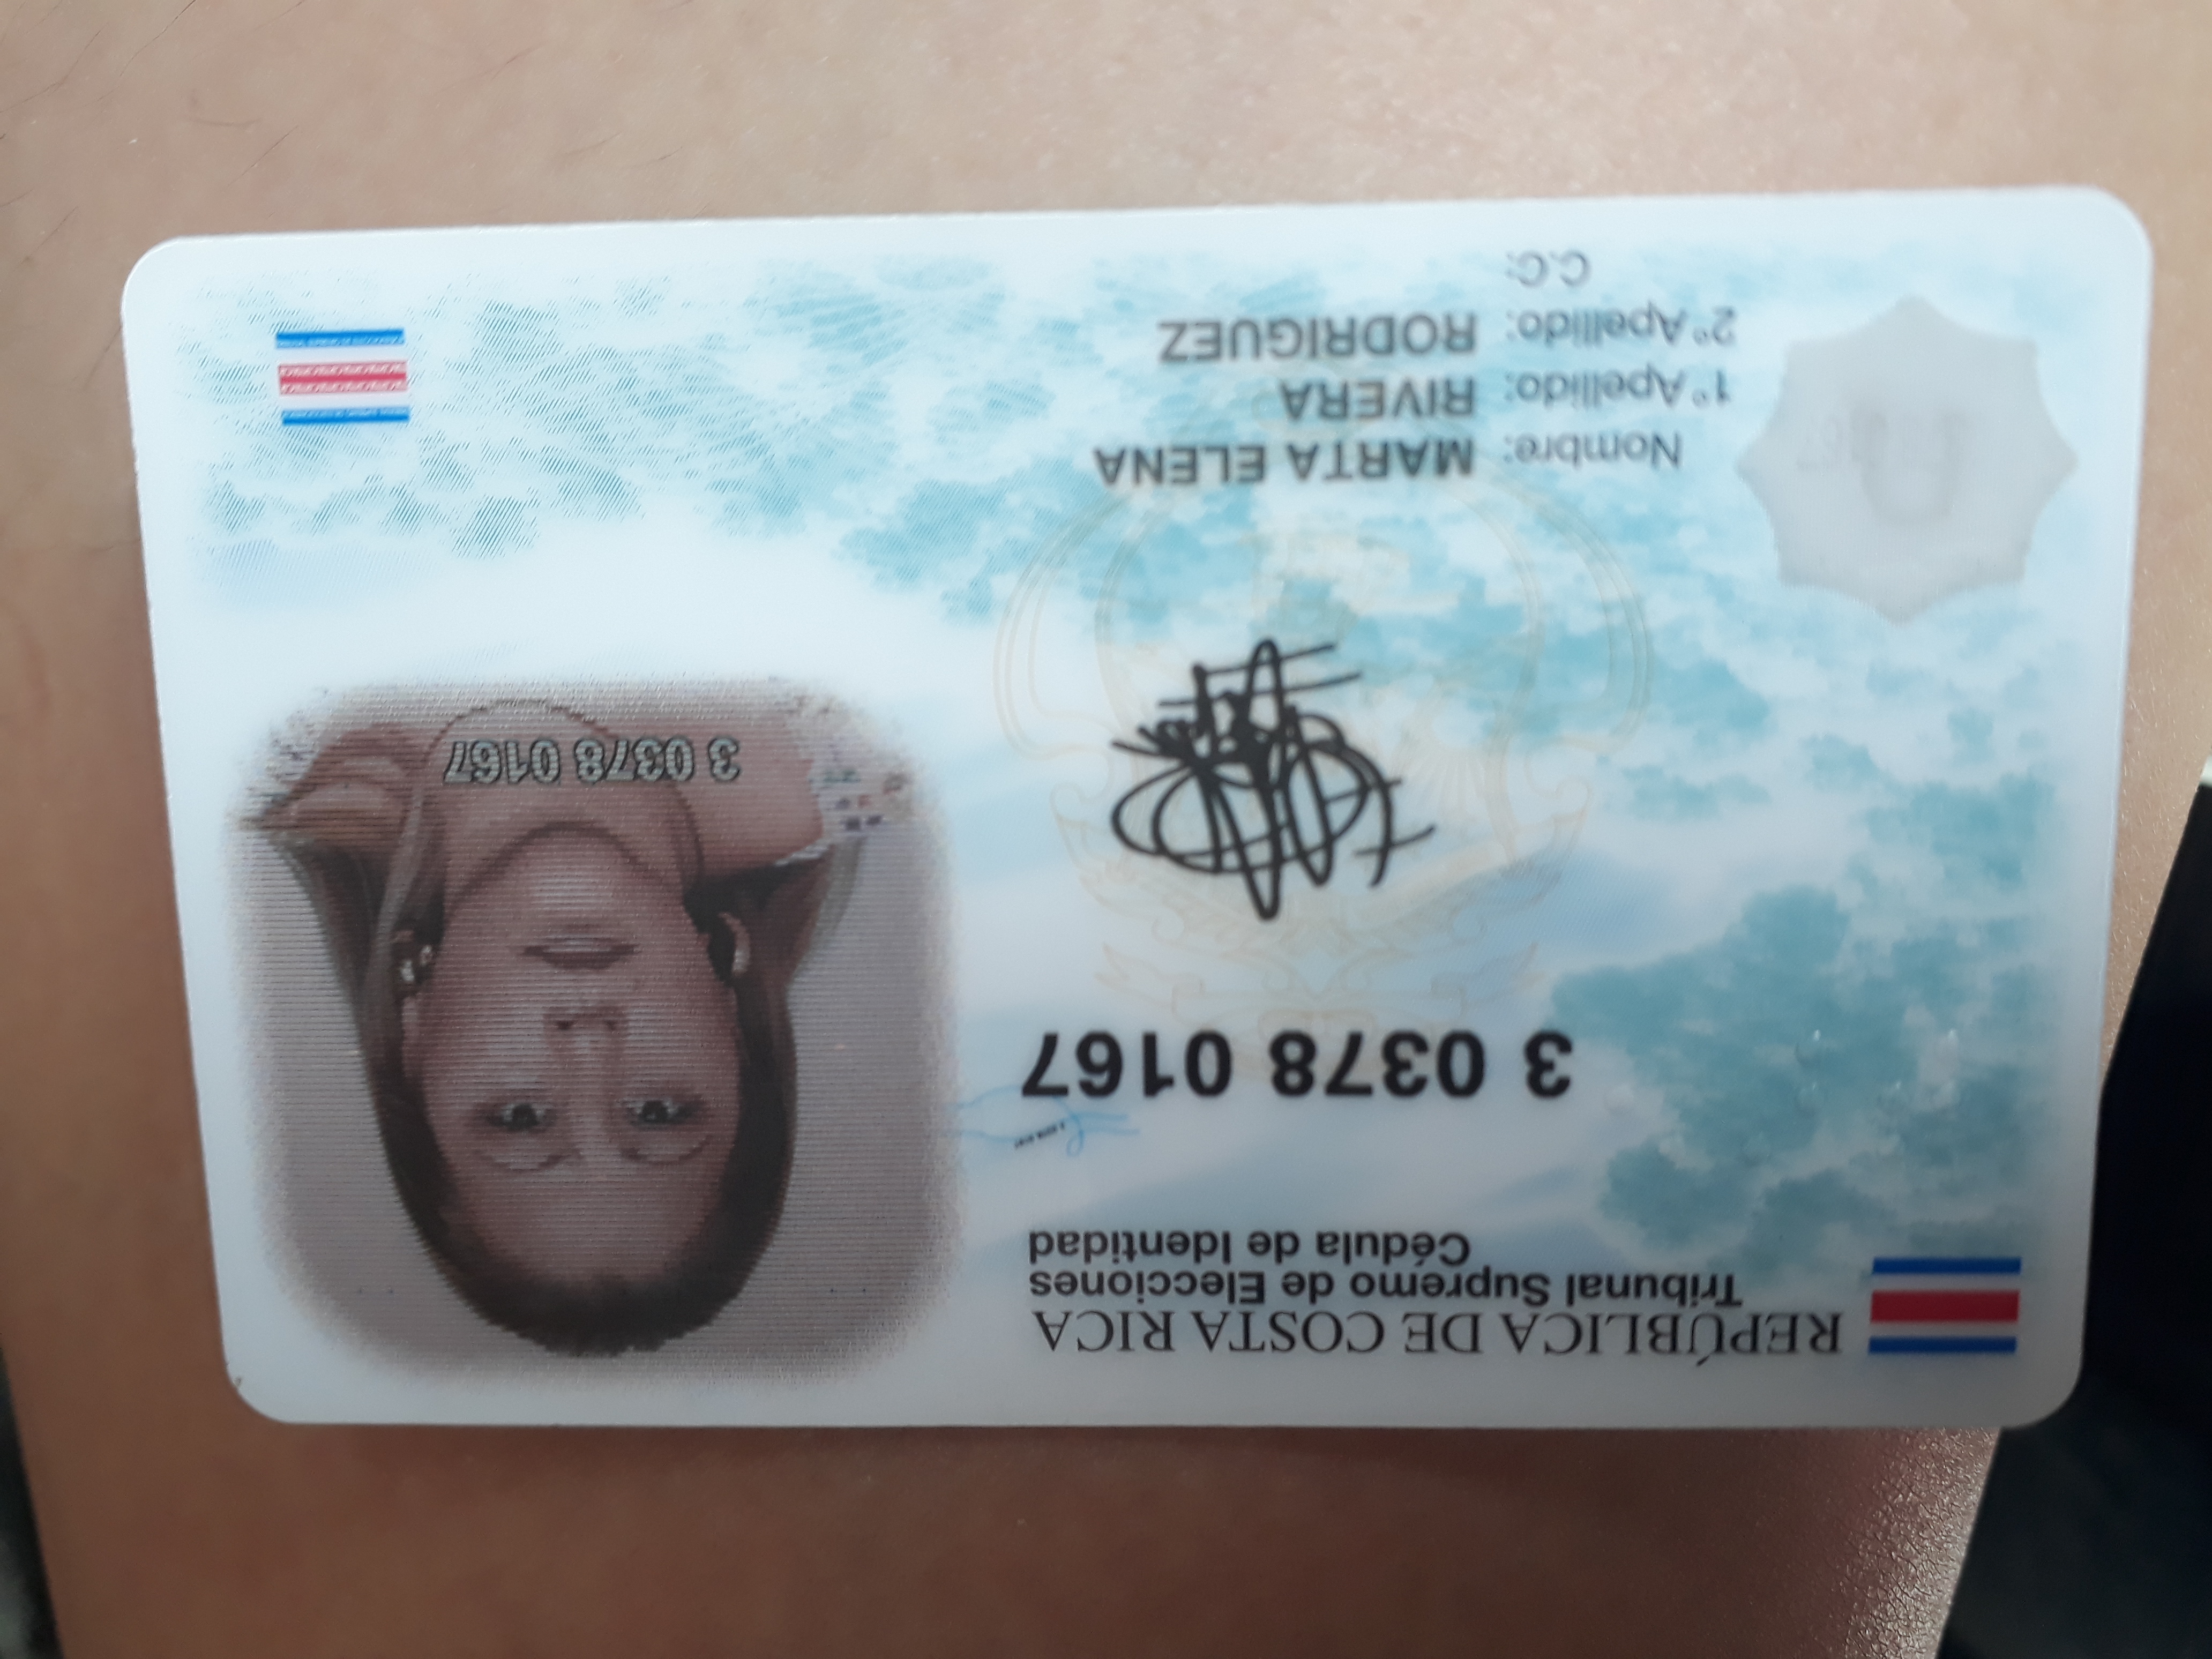 REPÚBLICA DE COSTA RICA
Tribunal Supremo de Elecciones
Cédula de Identidad
3 0378 0167
3 0378 0167
Nombre: MARTA ELENA
1° Apellido: RIVERA
2° Apellido: RODRIGUEZ
C.C: